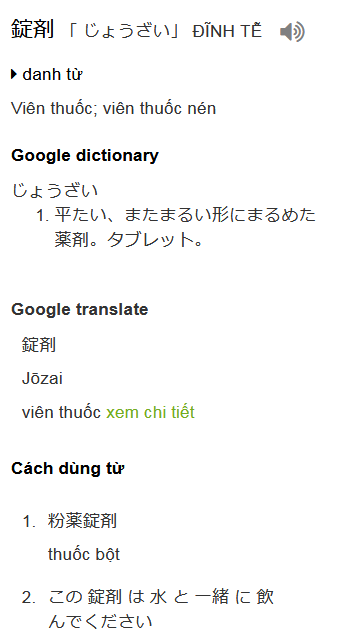 錠剤 「 じょうざい」 ĐĨNH TỄ
danh từ
Viên thuốc; viên thuốc nén
Google dictionary
じょうざい
1. 平たい、またまるい形にまるめた
薬剤。タブレット。
Google translate
錠剤
Jōzai
viên thuốc xem chi tiết
Cách dùng từ
1. 粉薬錠剤
thuốc bột
2. この 錠剤 は 水 と 一緒 に 飲
んでください